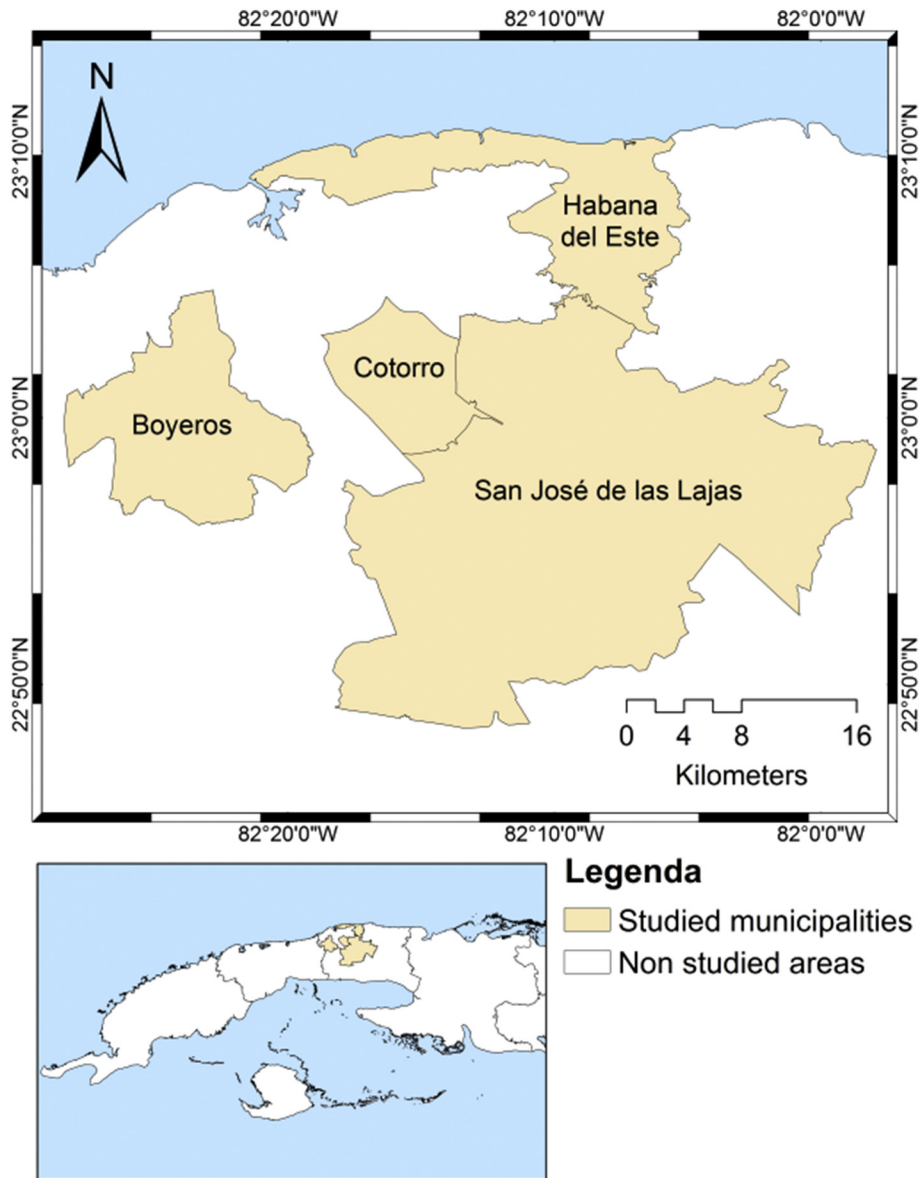 82°20'0"W 82°10'0"W 82°0'0"W
N
23°10'0"N
23°10'0"N
Habana
del Este
Cotorro
Boyeros
23°0'0"N
23°0'0"N
San José de las Lajas
22°50'0"N
22°50'0"N
0 4 8 16
Kilometers
82°20'0"W 82°10'0"W 82°0'0"W
Legenda
Studied municipalities
Non studied areas